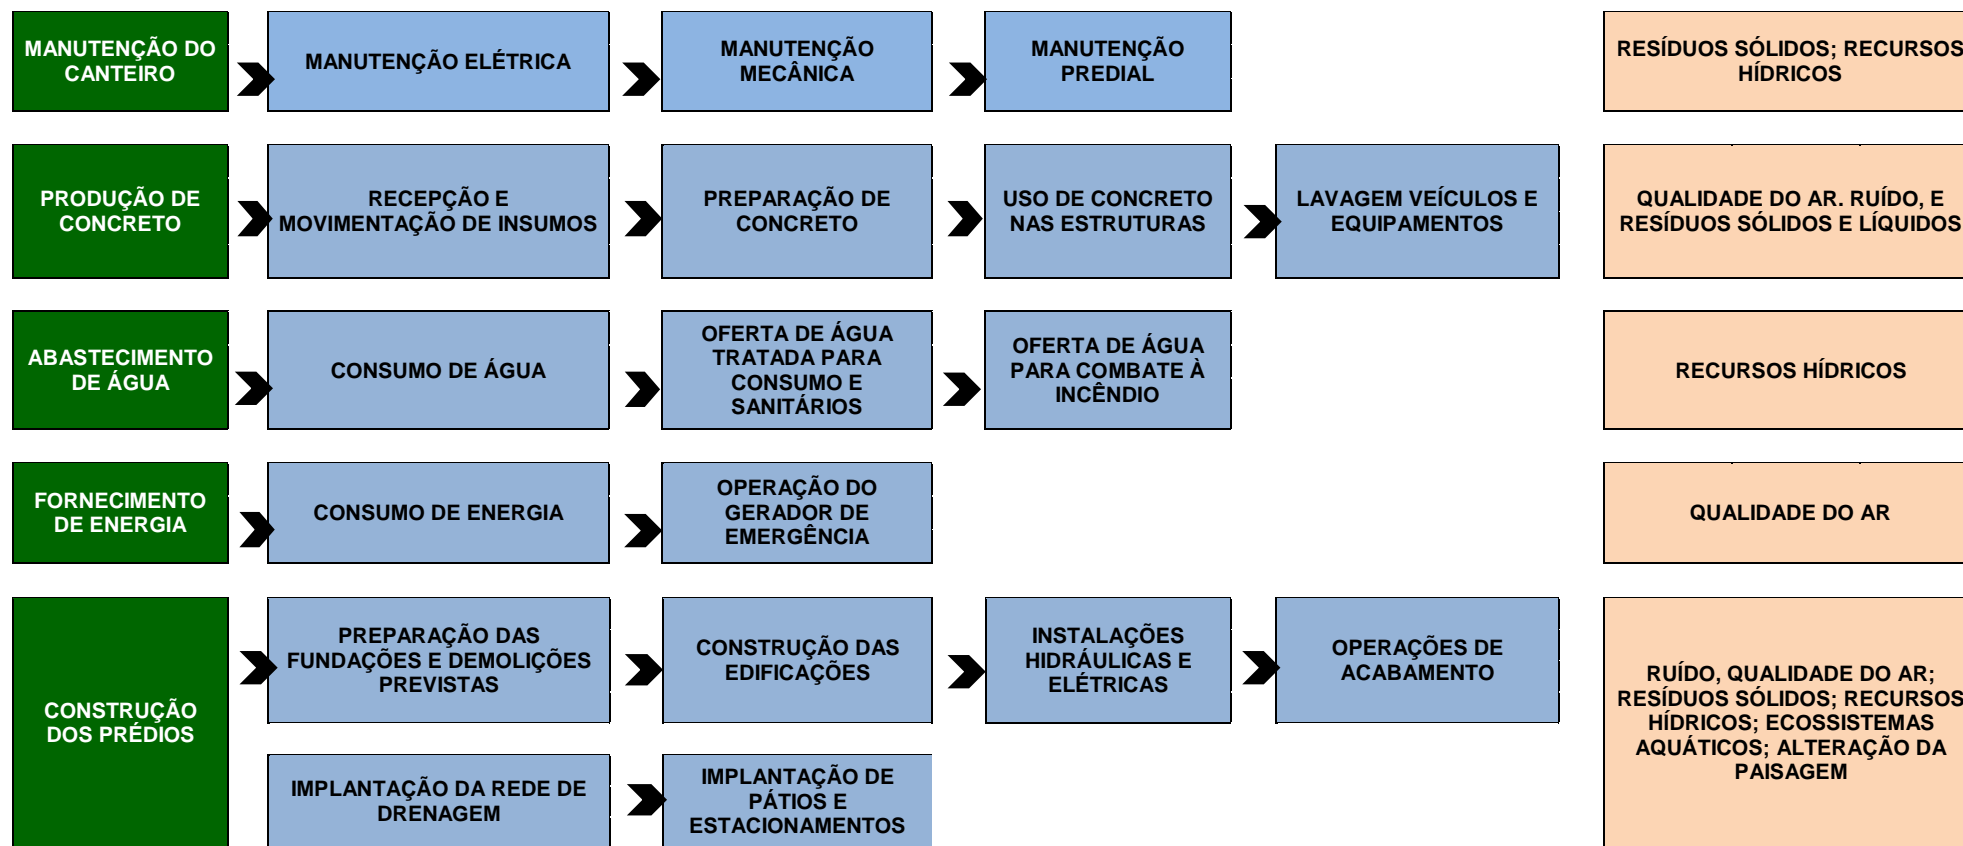 MANUTENÇÃO DO
CANTEIRO
MANUTENÇÃO ELÉTRICA
MANUTENÇÃO
MECÂNICA
MANUTENÇÃO
PREDIAL
RESÍDUOS SÓLIDOS; RECURSOS
HÍDRICOS
PRODUÇÃO DE
CONCRETO
RECEPÇÃO E
MOVIMENTAÇÃO DE INSUMOS
PREPARAÇÃO DE
CONCRETO
USO DE CONCRETO
NAS ESTRUTURAS
LAVAGEM VEÍCULOS E
EQUIPAMENTOS
QUALIDADE DO AR. RUÍDO, E
RESÍDUOS SÓLIDOS E LÍQUIDOS
ABASTECIMENTO
DE ÁGUA
CONSUMO DE ÁGUA
OFERTA DE ÁGUA
TRATADA PARA
CONSUMO E
SANITÁRIOS
OFERTA DE ÁGUA
PARA COMBATE À
INCÊNDIO
RECURSOS HÍDRICOS
FORNECIMENTO
DE ENERGIA
CONSUMO DE ENERGIA
OPERAÇÃO DO
GERADOR DE
EMERGÊNCIA
QUALIDADE DO AR
CONSTRUÇÃO
DOS PRÉDIOS
PREPARAÇÃO DAS
FUNDAÇÕES E DEMOLIÇÕES
PREVISTAS
CONSTRUÇÃO DAS
EDIFICAÇÕES
INSTALAÇÕES
HIDRÁULICAS E
ELÉTRICAS
OPERAÇÕES DE
ACABAMENTO
IMPLANTAÇÃO DA REDE DE
DRENAGEM
IMPLANTAÇÃO DE
PÁTIOS E
ESTACIONAMENTOS
RUÍDO, QUALIDADE DO AR;
RESÍDUOS SÓLIDOS; RECURSOS
HÍDRICOS; ECOSSISTEMAS
AQUÁTICOS; ALTERAÇÃO DA
PAISAGEM